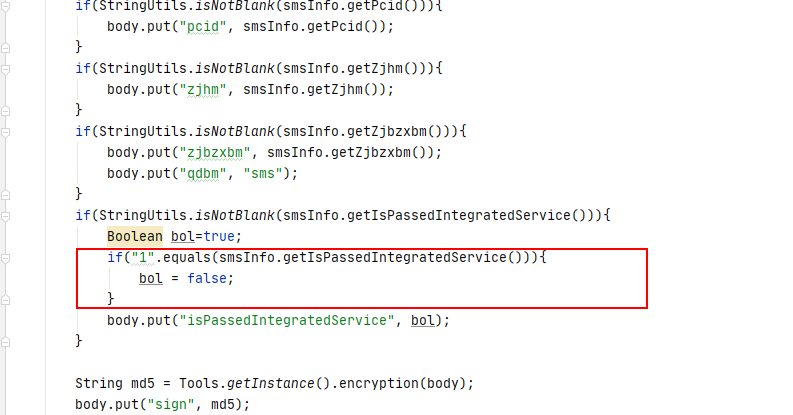 if(StringUtils.isNotBlank(smsInfo.getPcid())){
body.put("pcid", smsInfo.getPcid());
}
if(StringUtils.isNotBlank(smsInfo.getZjhm())){
body.put("zjhm", smsInfo.getZjhm());
}
if(StringUtils.isNotBlank(smsInfo.getZjbzxbm())){
body.put("zjbzxbm", smsInfo.getZjbzxbm());
body.put("qdbm", "sms");
}
if(StringUtils.isNotBlank(smsInfo.getIsPassedIntegratedService())){
Boolean bol=true;
if("1".equals(smsInfo.getIsPassedIntegratedService())){
bol = false;
}
body.put("isPassedIntegratedService", bol);
}
String md5 = Tools.getInstance().encryption(body);
body.put("sign", md5);